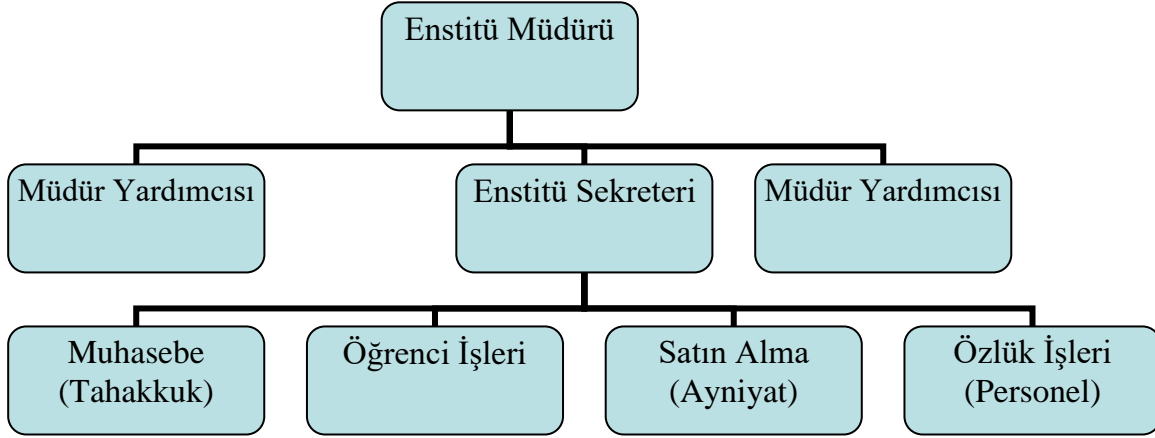 Enstitü Müdürü
Müdür Yardımcısı
Enstitü Sekreteri
Müdür Yardımcısı
Muhasebe
(Tahakkuk)
Öğrenci İşleri
Satın Alma
(Ayniyat)
Özlük İşleri
(Personel)